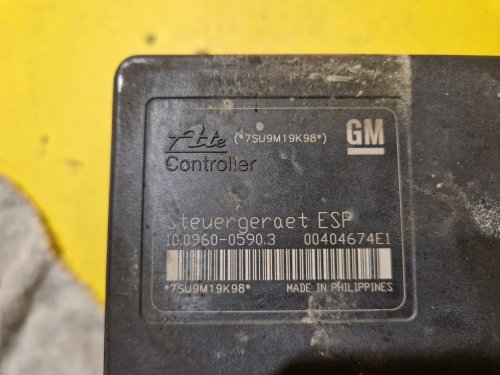 Ate (*7SU9M19K98*) GM
Controller
Steuergeraet ESP
10.0960-0590.3 00404674E1
*7SU9M19K98* MADE IN PHILIPPINES